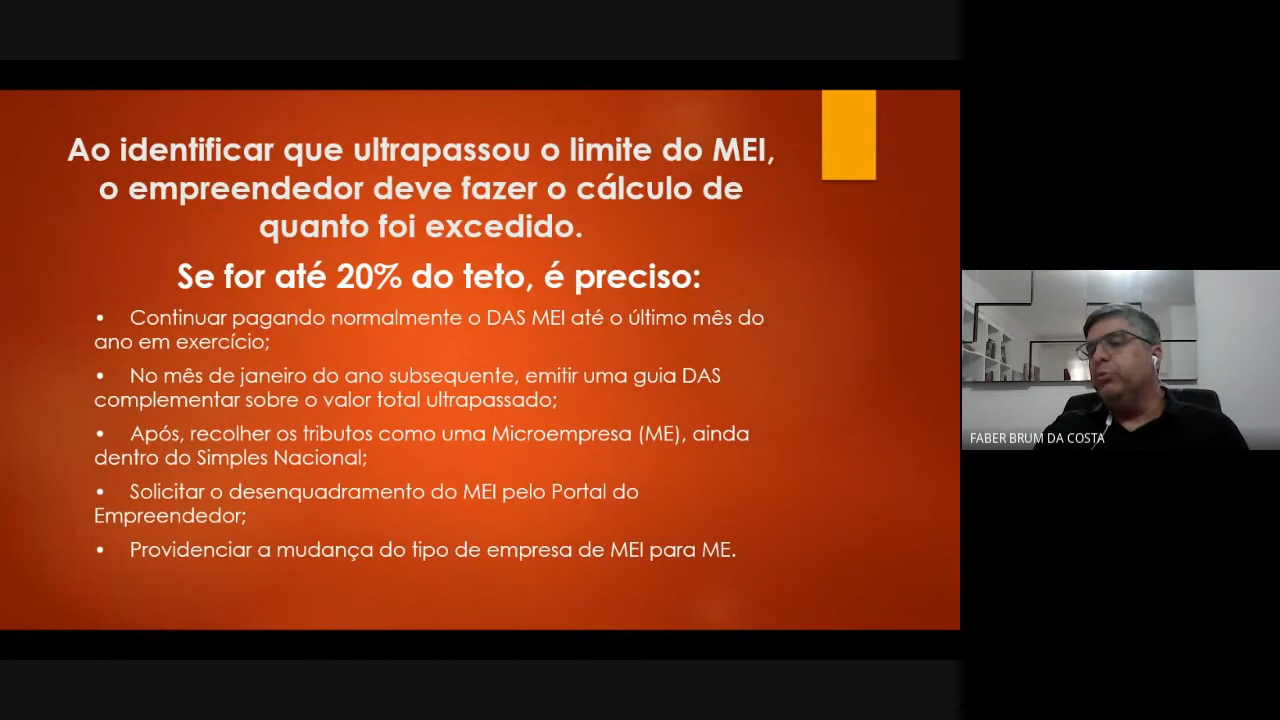 Ao identificar que ultrapassou o limite do MEI,
o empreendedor deve fazer o cálculo de
quanto foi excedido.
Se for até 20% do teto, é preciso:
• Continuar pagando normalmente o DAS MEI até o último mês do
ano em exercício;
• No mês de janeiro do ano subsequente, emitir uma guia DAS
complementar sobre o valor total ultrapassado;
• Após, recolher os tributos como uma Microempresa (ME), ainda
dentro do Simples Nacional;
• Solicitar o desenquadramento do MEI pelo Portal do
Empreendedor;
• Providenciar a mudança do tipo de empresa de MEI para ME.
FABER BRUM DA COSTA